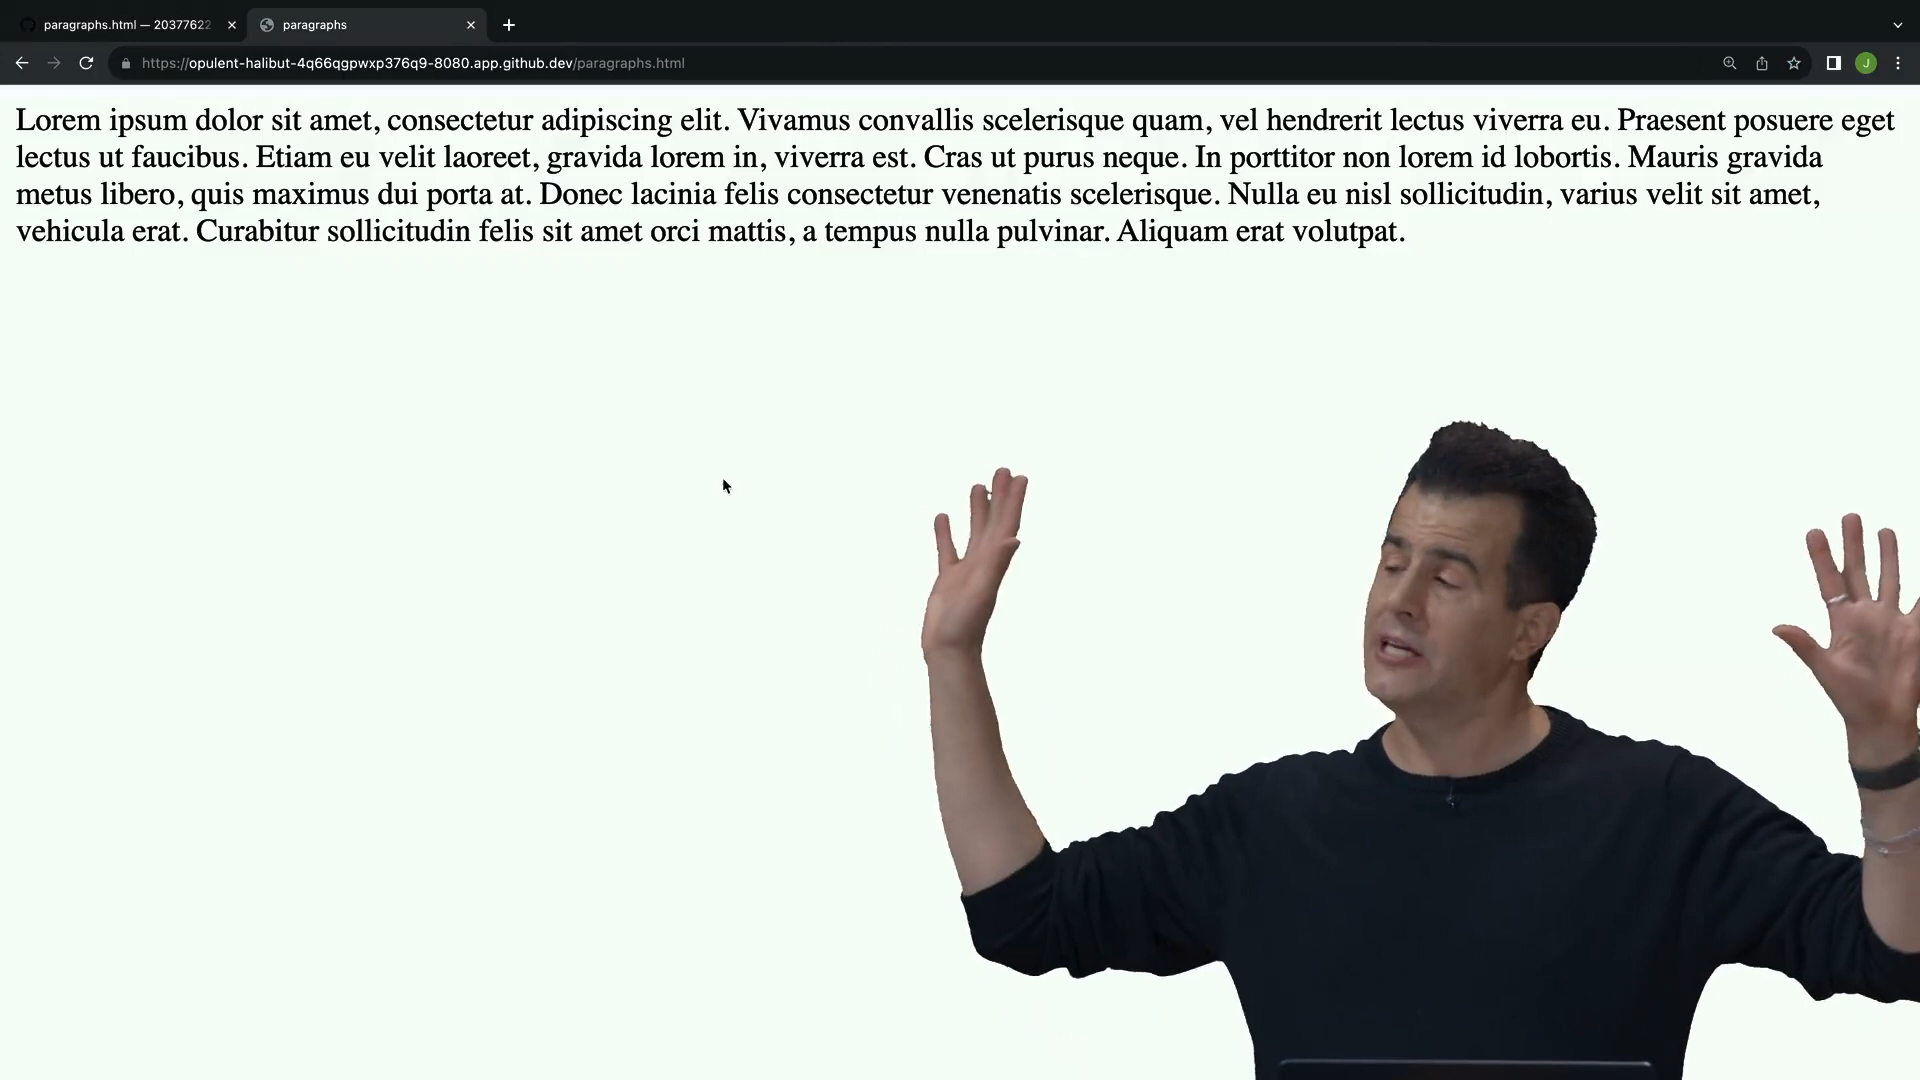 paragraphs.html — 20377622
paragraphs
https://opulent-halibut-4q66qgpwxp376q9-8080.app.github.dev/paragraphs.html
J
Lorem ipsum dolor sit amet, consectetur adipiscing elit. Vivamus convallis scelerisque quam, vel hendrerit lectus viverra eu. Praesent posuere eget
lectus ut faucibus. Etiam eu velit laoreet, gravida lorem in, viverra est. Cras ut purus neque. In porttitor non lorem id lobortis. Mauris gravida
metus libero, quis maximus dui porta at. Donec lacinia felis consectetur venenatis scelerisque. Nulla eu nisl sollicitudin, varius velit sit amet,
vehicula erat. Curabitur sollicitudin felis sit amet orci mattis, a tempus nulla pulvinar. Aliquam erat volutpat.